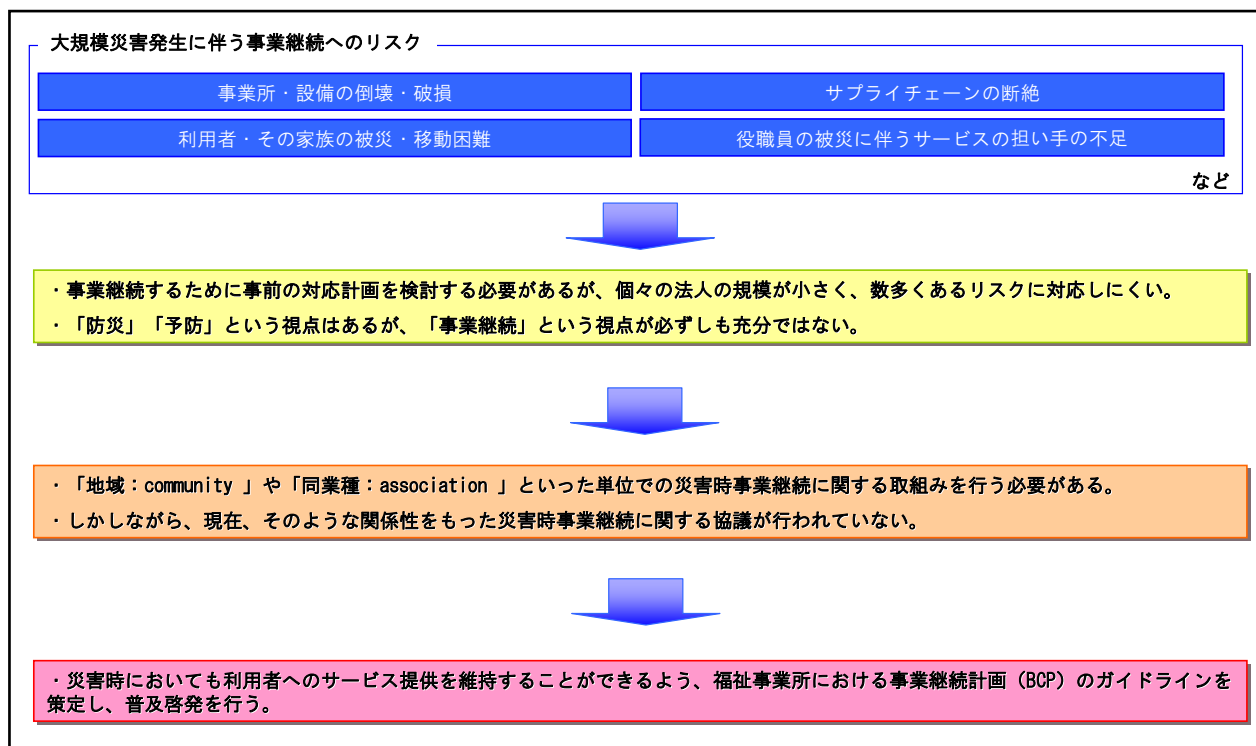 大規模災害発生に伴う事業継続へのリスク
事業所・設備の倒壊・破損
サプライチェーンの断絶
利用者・その家族の被災・移動困難
役職員の被災に伴うサービスの担い手の不足
など
・事業継続するために事前の対応計画を検討する必要があるが、個々の法人の規模が小さく、数多くあるリスクに対応しにくい。
・「防災」「予防」という視点はあるが、「事業継続」という視点が必ずしも充分ではない。
・「地域：community 」や「同業種：association 」といった単位での災害時事業継続に関する取組みを行う必要がある。
・しかしながら、現在、そのような関係性をもった災害時事業継続に関する協議が行われていない。
・災害時においても利用者へのサービス提供を維持することができるよう、福祉事業所における事業継続計画（BCP）のガイドラインを
策定し、普及啓発を行う。